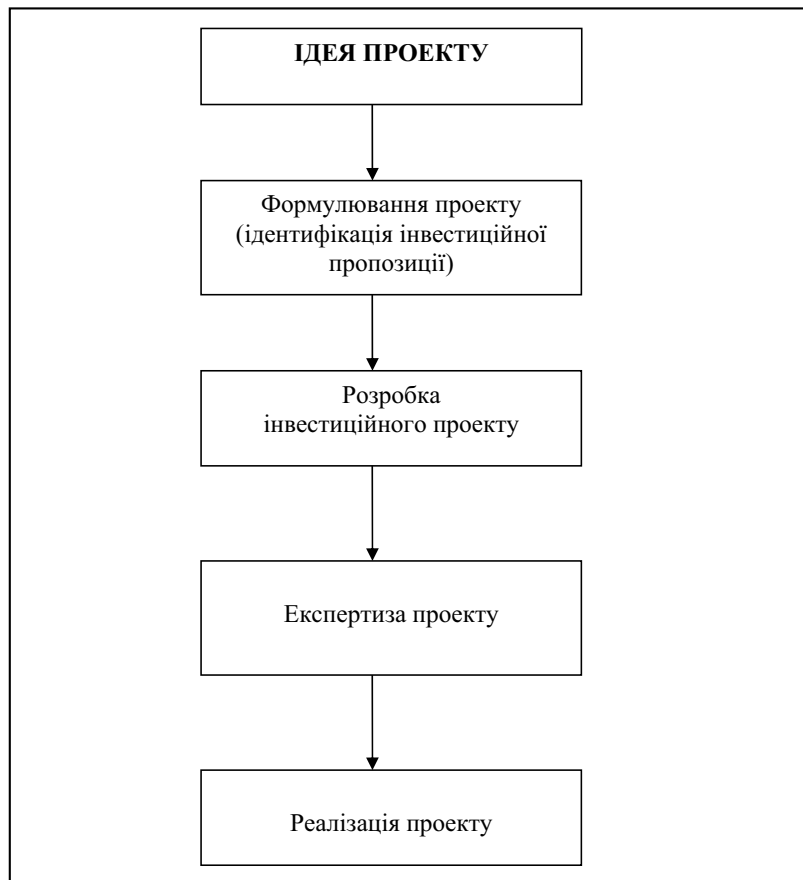 ІДЕЯ ПРОЕКТУ
Формулювання проекту
(ідентифікація інвестиційної
пропозиції)
Розробка
інвестиційного проекту
Експертиза проекту
Реалізація проекту